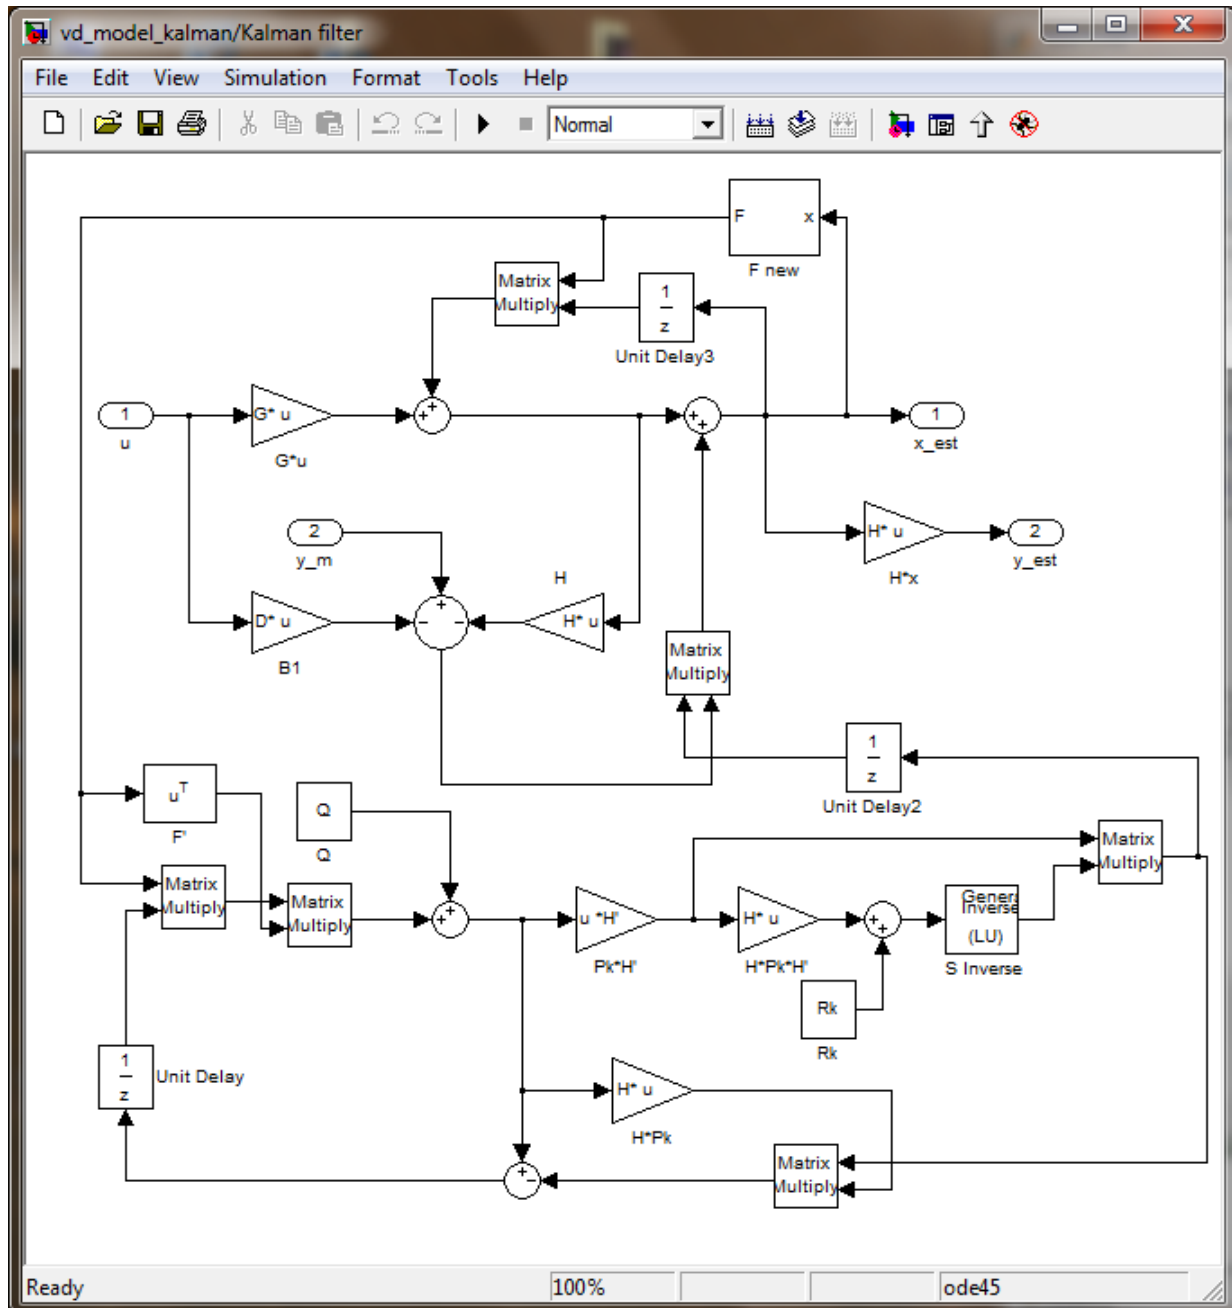 vd_model_kalman/Kalman filter
File Edit View Simulation Format Tools Help
Normal
F x
F new
Matrix
Multiply
1
z
Unit Delay3
1
u
G* u
G*u
+ +
+ +
1
x_est
2
y_m
H* u
H*x
2
y_est
D* u
B1
+ - -
H
H* u
Matrix
Multiply
1
z
Unit Delay2
u^T
F'
Q
Q
Matrix
Multiply
Matrix
Multiply
+ +
u *H'
Pk*H'
H* u
H*Pk*H'
+ +
General
Inverse
(LU)
S Inverse
Matrix
Multiply
Rk
Rk
1
z
Unit Delay
H* u
H*Pk
Matrix
Multiply
+ -
Ready 100% ode45